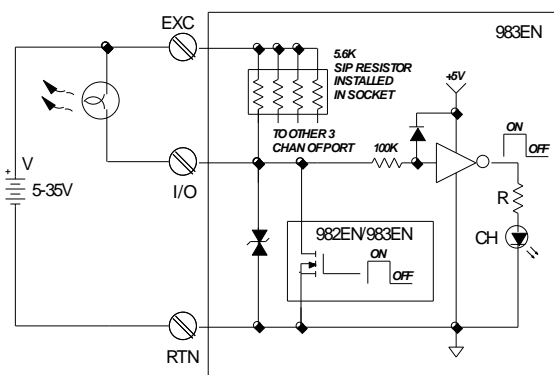 EXC
983EN
5.6K
SIP RESISTOR
INSTALLED
IN SOCKET
+5V
TO OTHER 3
CHAN OF PORT
100K
ON
OFF
+
V
5-35V
I/O
R
982EN/983EN
ON
OFF
CH
RTN